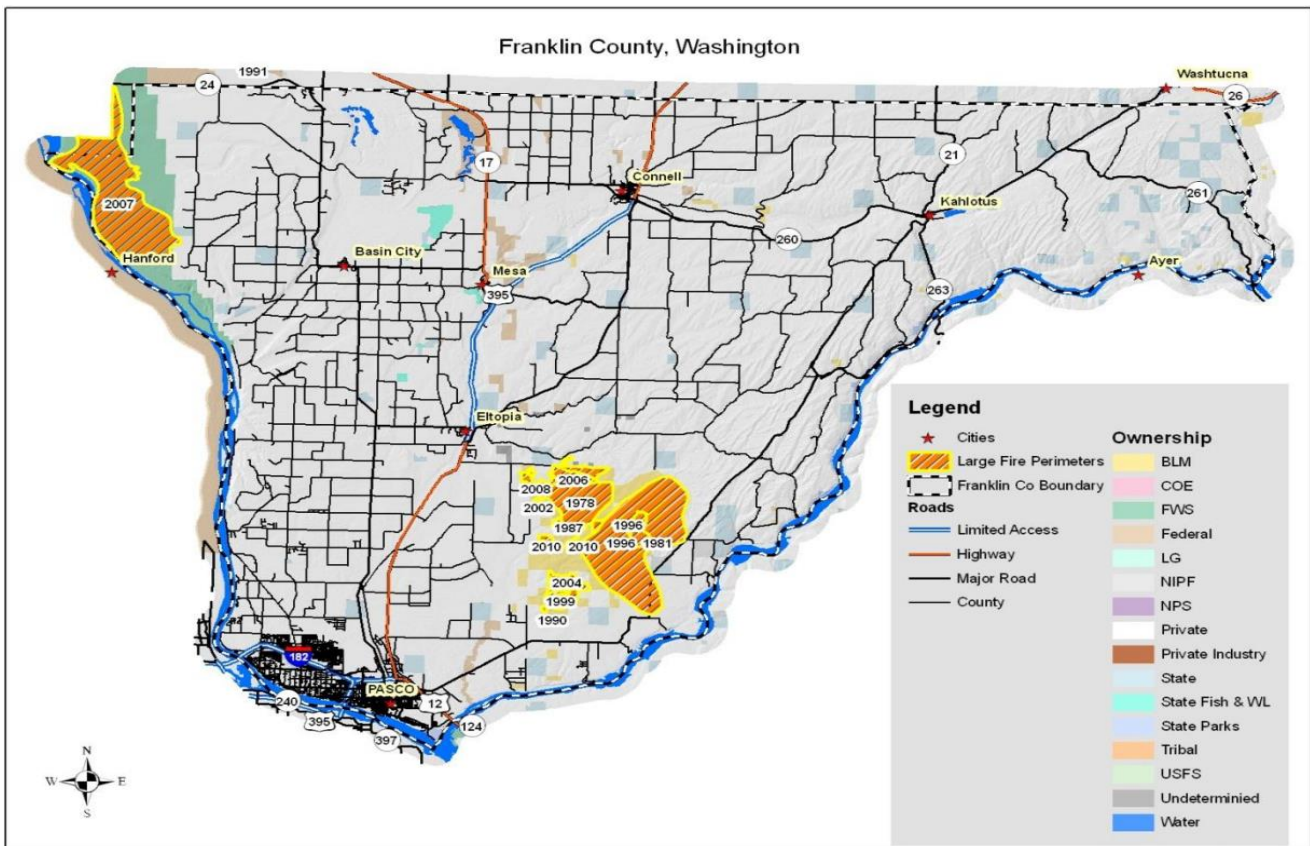 Franklin County, Washington
1991
24
Washtucna
26
17
21
Connell
2007
Kahlotus
261
260
Basin City
Hanford
Mesa
Ayer
395
263
Eltopia
2006
2008
1978
2002
1987
1996
2010
2010
1996
1981
2004
1999
1990
182
PASCO
240
12
395
124
397
N
W
E
S
Legend
Cities
Large Fire Perimeters
Franklin Co Boundary
Roads
Limited Access
Highway
Major Road
County
Ownership
BLM
COE
FWS
Federal
LG
NIPF
NPS
Private
Private Industry
State
State Fish & WL
State Parks
Tribal
USFS
Undeterminied
Water